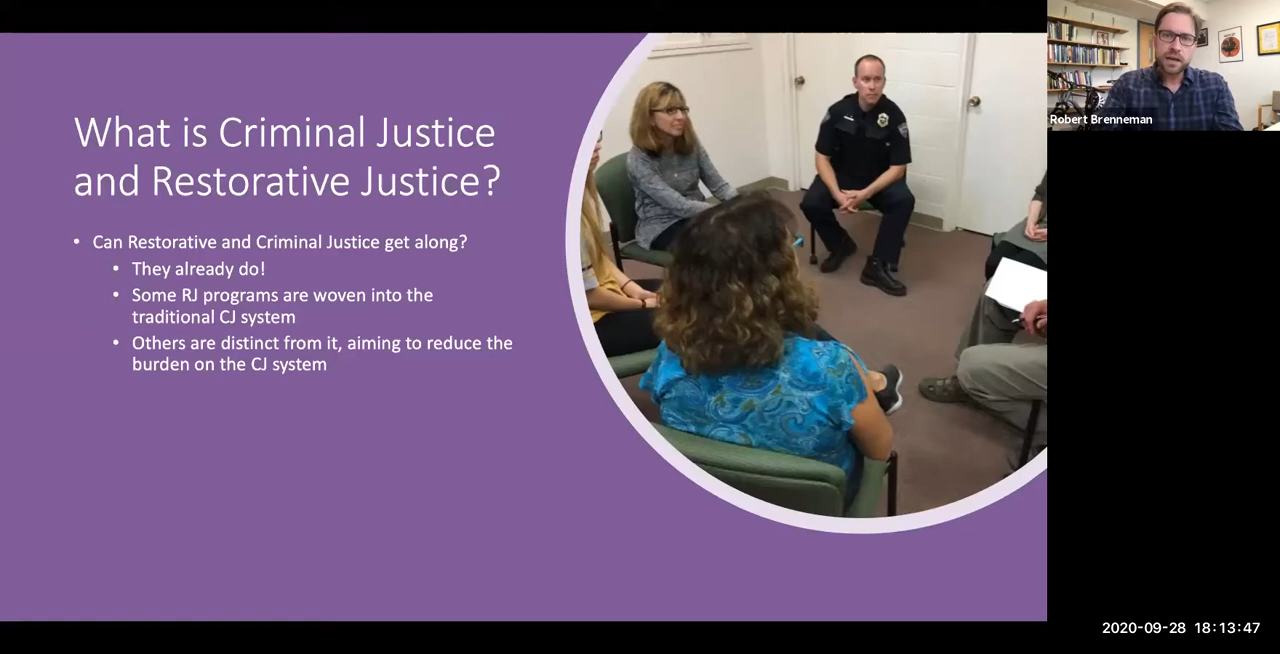 What is Criminal Justice
and Restorative Justice?
• Can Restorative and Criminal Justice get along?
• They already do!
• Some RJ programs are woven into the
traditional CJ system
• Others are distinct from it, aiming to reduce the
burden on the CJ system
Robert Brenneman
2020-09-28 18:13:47